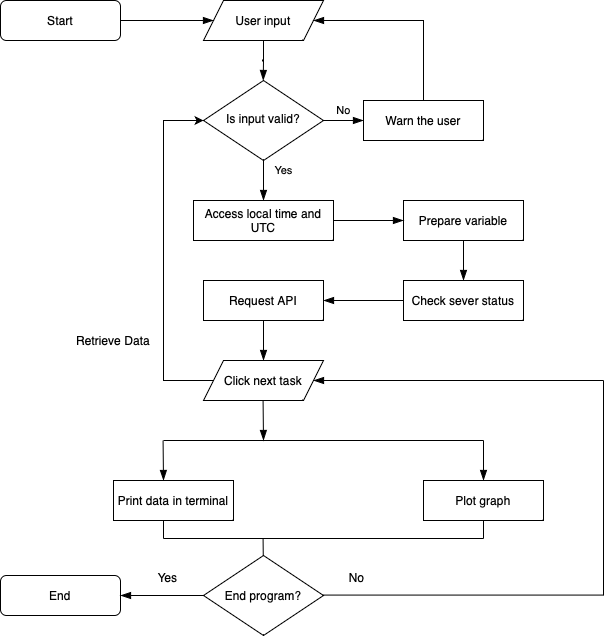 Start
User input
Is input valid?
No
Warn the user
Yes
Access local time and
UTC
Prepare variable
Request API
Check sever status
Retrieve Data
Click next task
Print data in terminal
Plot graph
Yes
No
End
End program?